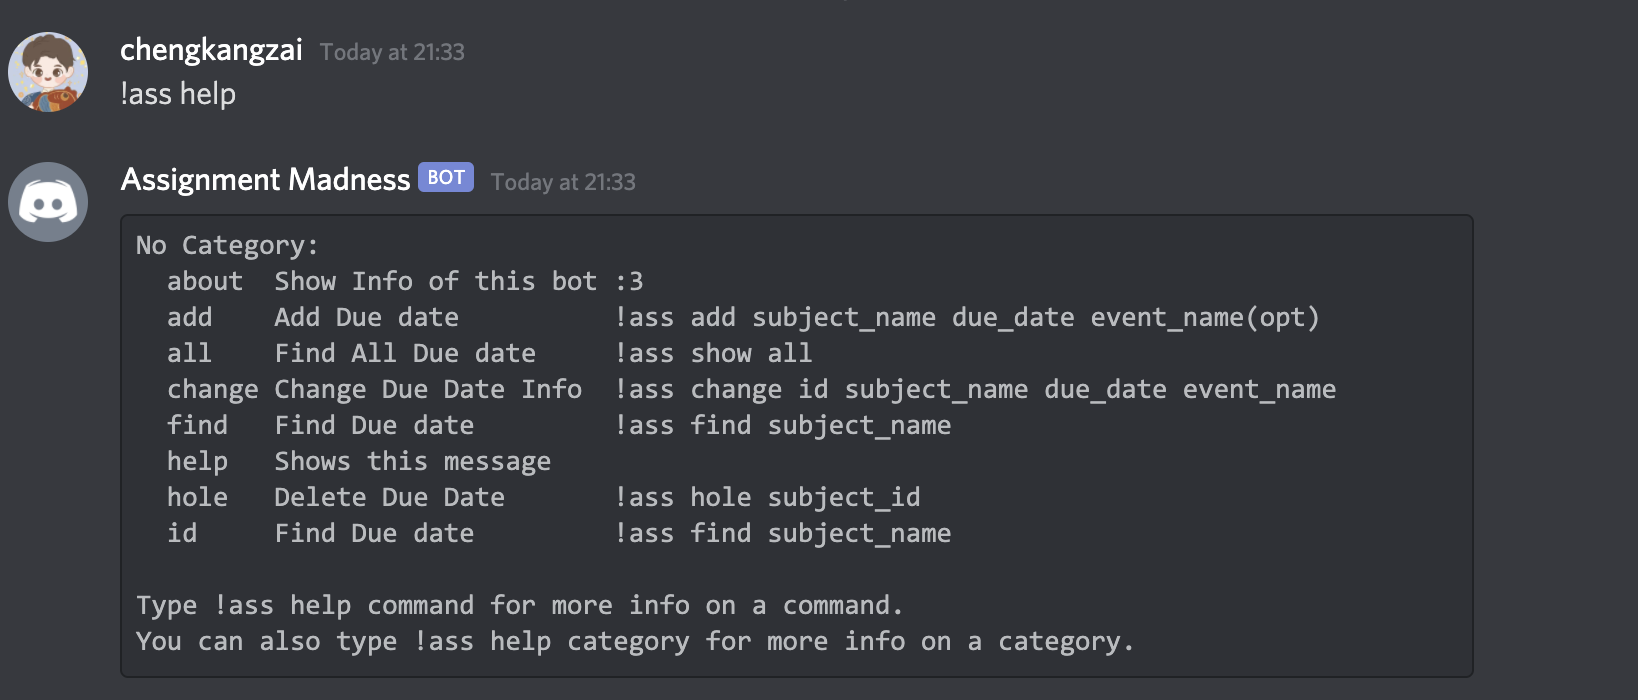 chengkangzai Today at 21:33
!ass help
Assignment Madness BOT Today at 21:33
No Category:
  about  Show Info of this bot :3
  add    Add Due date          !ass add subject_name due_date event_name(opt)
  all    Find All Due date     !ass show all
  change Change Due Date Info  !ass change id subject_name due_date event_name
  find   Find Due date         !ass find subject_name
  help   Shows this message
  hole   Delete Due Date       !ass hole subject_id
  id     Find Due date         !ass find subject_name
Type !ass help command for more info on a command.
You can also type !ass help category for more info on a category.